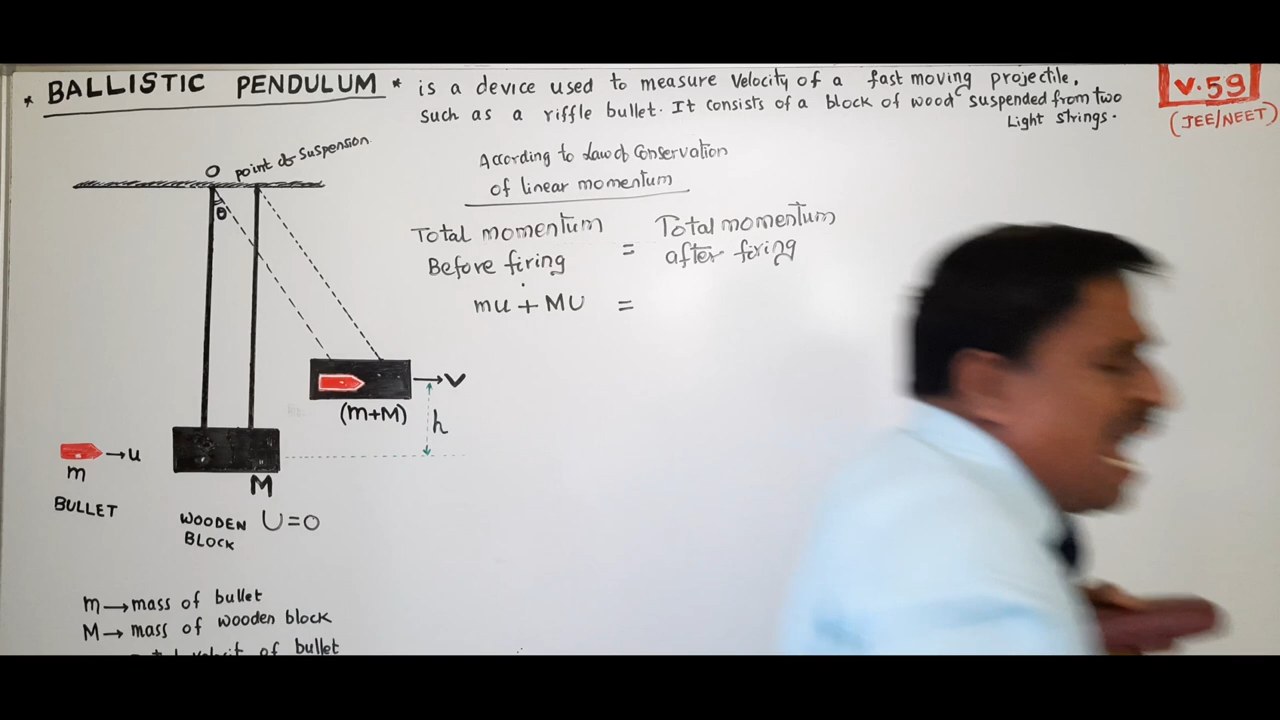 * BALLISTIC PENDULUM * is a device used to measure velocity of a fast moving projectile,
such as a riffle bullet. It consists of a block of wood suspended from two
Light strings.
V.59
(JEE/NEET)
O point of suspension
θ
According to Law of Conservation
of linear momentum
Total momentum
Before firing
=
Total momentum
after firing
mu + MU =
V
(m+M)
h
u
m
BULLET
M
WOODEN
BLOCK
U=0
m → mass of bullet
M → mass of wooden block
of bullet